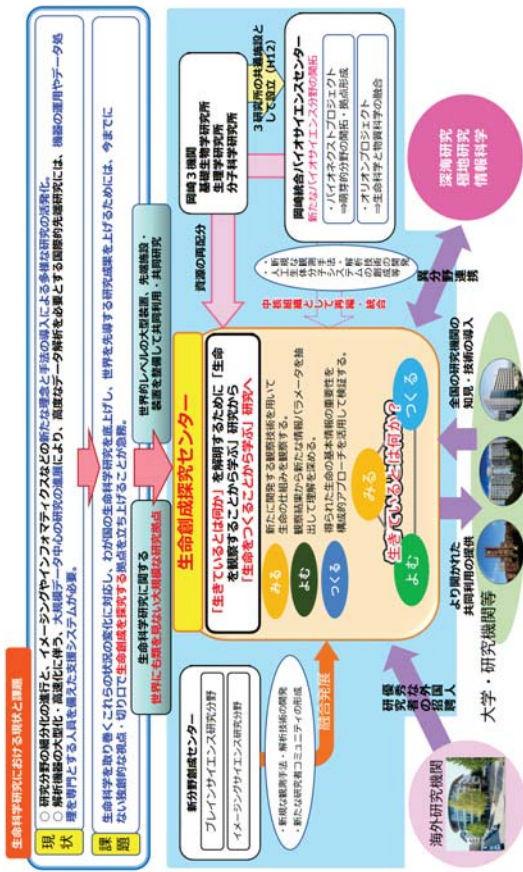 生命科学研究における現状と課題
現状
○ 研究分野の細分化の進行と、イメージングやインフォマティクスなどの新たな理念と手法の導入による多様な研究の活発化。
○ 解析機器の大型化・高速化に伴う、大規模データ中心の研究の進展により、高度なデータ解析を必要とする国際的先端研究には、機器の運用やデータ処
理を専門とする人材を備えた支援システムが必要。
課題
生命科学を取り巻くこれらの状況の変化に対応し、わが国の生命科学研究を底上げし、世界を先導する研究成果を上げるためには、今までに
ない独創的な視点・切り口で生命創成を探究する拠点を立ち上げることが急務。
生命科学研究に関する
世界にも類を見ない大規模な研究拠点
世界的レベルの大型装置、先端施設・
装置を整備して共同利用・共同研究
新分野創成センター
ブレインサイエンス研究分野
イメージングサイエンス研究分野
・新規な観測手法・解析技術の開発
・新たな研究者コミュニティの形成
融合発展
生命創成探究センター
「生きているとは何か」を解明するために「生命
を観察することから学ぶ」研究から
「生命をつくることから学ぶ」研究へ
みる
新たに開発する観察技術を用いて
生命の仕組みを観察する。
よむ
観察結果から新たな情報パラメータを抽
出して理解を深める。
つくる
得られた生命の基本情報の重要性を
構成的アプローチを活用して検証する。
みる
生きているとは何か?
よむ
つくる
資源の再配分
岡崎3機関
基礎生物学研究所
生理学研究所
分子科学研究所
3研究所の共通施設と
して設立(H12)
岡崎統合バイオサイエンスセンター
新たなバイオサイエンス分野の開拓
・バイオネクストプロジェクト
⇒萌芽的分野の開拓・拠点形成
・オリオンプロジェクト
⇒生命科学と物質科学の融合
・新規な観測手法・解析技術の開発
・人工生体分子システムの創成等
中核組織として再編・統合
異分野連携
深海研究
極地研究
情報科学
海外研究機関
優秀な外国人
研究者の招聘
より開かれた
共同利用の提供
全国の研究機関の
知見・技術の導入
大学・研究機関等